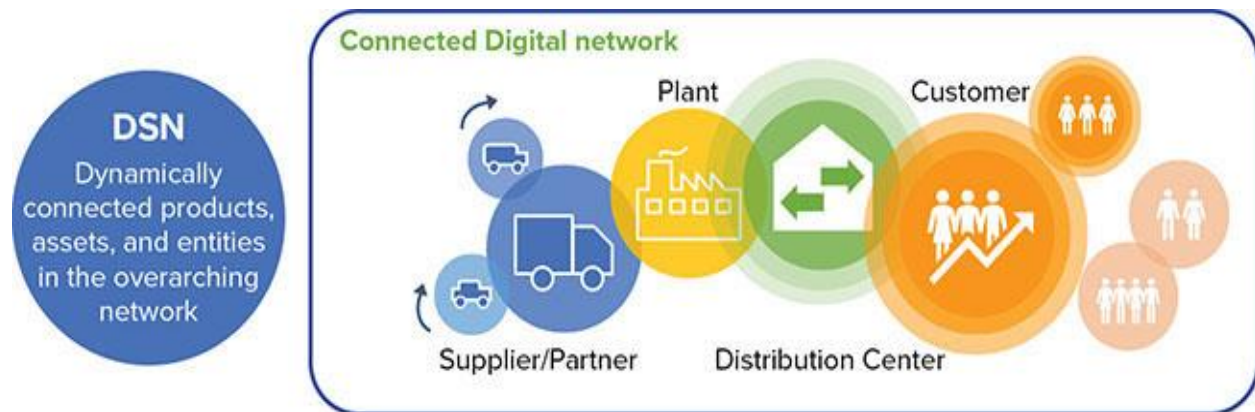 DSN
Dynamically
connected products,
assets, and entities
in the overarching
network
Connected Digital network
Plant
Customer
Supplier/Partner
Distribution Center